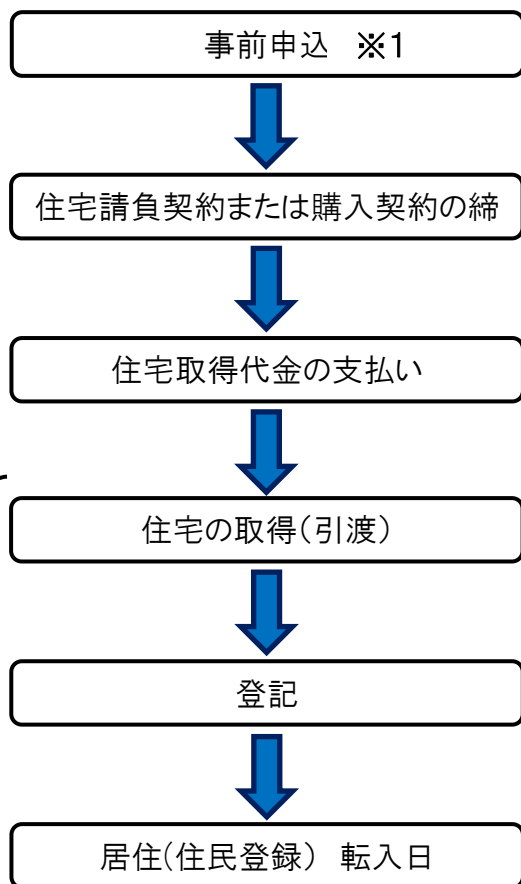 事前申込　※1
住宅請負契約または購入契約の締
住宅取得代金の支払い
住宅の取得(引渡)
登記
居住(住民登録)　転入日